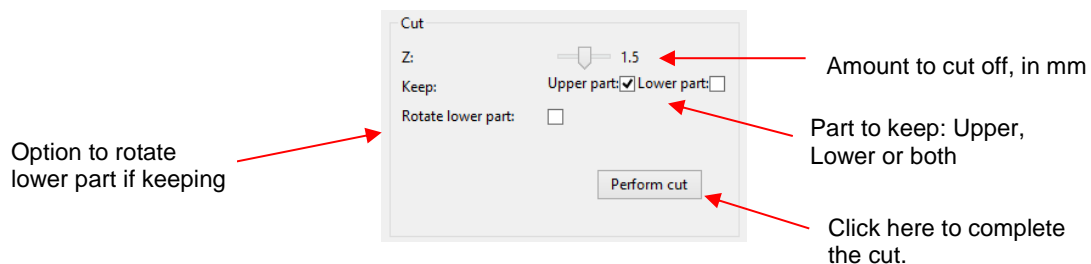 Cut
Z: 1.5
Amount to cut off, in mm
Keep: Upper part: Lower part:
Rotate lower part:
Part to keep: Upper,
Lower or both
Option to rotate
lower part if keeping
Perform cut
Click here to complete
the cut.